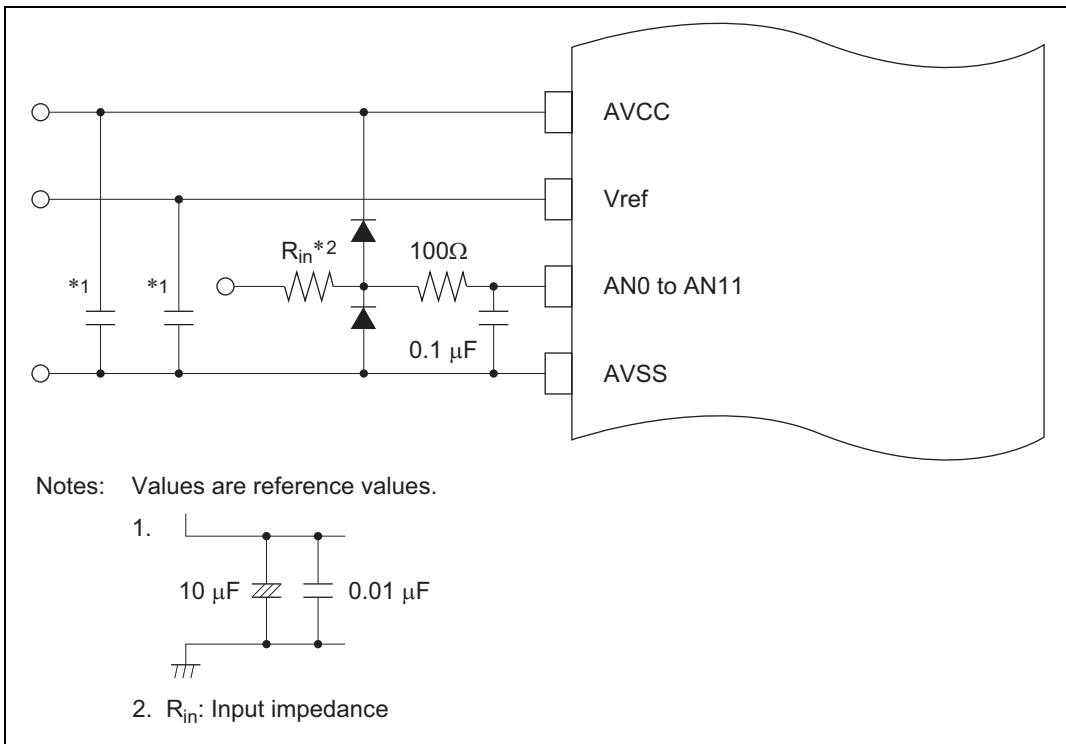 AVCC
Vref
Rin*2
100Ω
*1
*1
AN0 to AN11
0.1 μF
AVSS
Notes: Values are reference values.
1.
10 μF
0.01 μF
2. Rin: Input impedance